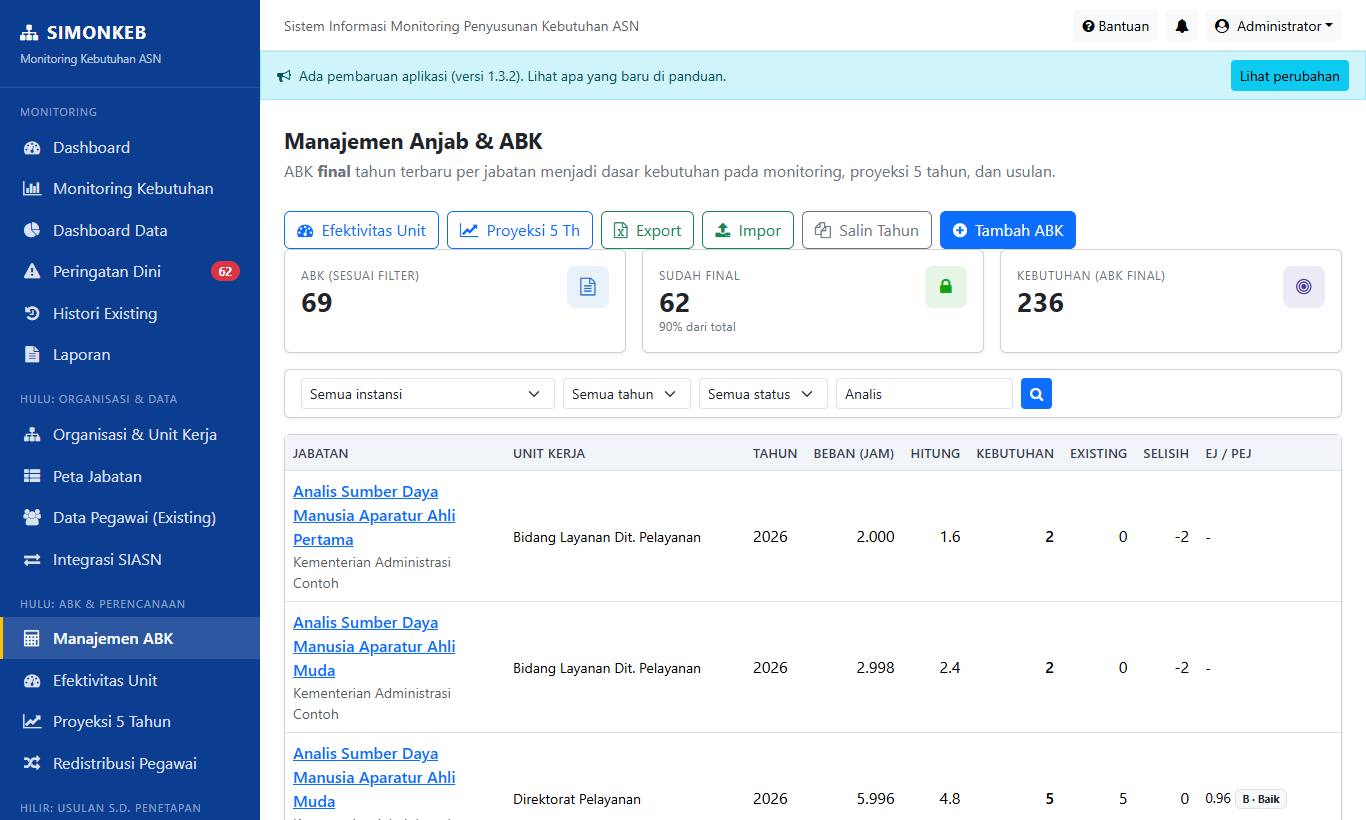 SIMONKEB
Monitoring Kebutuhan ASN
MONITORING
Dashboard
Monitoring Kebutuhan
Dashboard Data
Peringatan Dini 62
Histori Existing
Laporan
HULU: ORGANISASI & DATA
Organisasi & Unit Kerja
Peta Jabatan
Data Pegawai (Existing)
Integrasi SIASN
HULU: ABK & PERENCANAAN
Manajemen ABK
Efektivitas Unit
Proyeksi 5 Tahun
Redistribusi Pegawai
HILIR: USULAN S.D. PENETAPAN
Sistem Informasi Monitoring Penyusunan Kebutuhan ASN
Bantuan
Administrator
Ada pembaruan aplikasi (versi 1.3.2). Lihat apa yang baru di panduan.
Lihat perubahan
Manajemen Anjab & ABK
ABK final tahun terbaru per jabatan menjadi dasar kebutuhan pada monitoring, proyeksi 5 tahun, dan usulan.
Efektivitas Unit
Proyeksi 5 Th
Export
Impor
Salin Tahun
Tambah ABK
ABK (SESUAI FILTER)
69
SUDAH FINAL
62
90% dari total
KEBUTUHAN (ABK FINAL)
236
Semua instansi
Semua tahun
Semua status
Analis
JABATAN UNIT KERJA TAHUN BEBAN (JAM) HITUNG KEBUTUHAN EXISTING SELISIH EJ / PEJ
Analis Sumber Daya
Manusia Aparatur Ahli
Pertama
Kementerian Administrasi
Contoh
Bidang Layanan Dit. Pelayanan 2026 2.000 1.6 2 0 -2 -
Analis Sumber Daya
Manusia Aparatur Ahli
Muda
Kementerian Administrasi
Contoh
Bidang Layanan Dit. Pelayanan 2026 2.998 2.4 2 0 -2 -
Analis Sumber Daya
Manusia Aparatur Ahli
Muda
Direktorat Pelayanan 2026 5.996 4.8 5 5 0 0.96 B · Baik